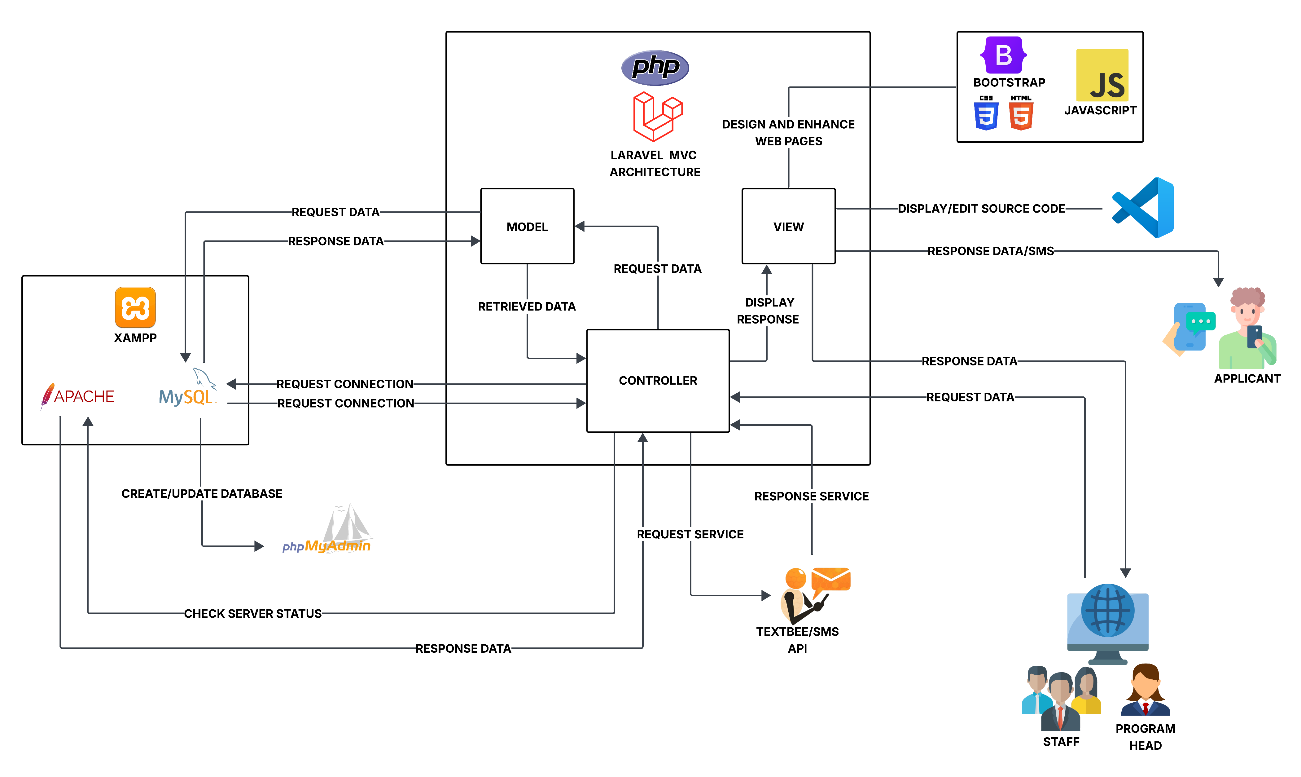 php
LARAVEL MVC
ARCHITECTURE
B
BOOTSTRAP
CSS
3
HTML
5
JS
JAVASCRIPT
DESIGN AND ENHANCE
WEB PAGES
MODEL
VIEW
REQUEST DATA
RESPONSE DATA
DISPLAY/EDIT SOURCE CODE
RESPONSE DATA/SMS
REQUEST DATA
RETRIEVED DATA
DISPLAY
RESPONSE
XAMPP
APACHE
MySQL
REQUEST CONNECTION
REQUEST CONNECTION
CONTROLLER
RESPONSE DATA
REQUEST DATA
APPLICANT
CREATE/UPDATE DATABASE
phpMyAdmin
RESPONSE SERVICE
REQUEST SERVICE
CHECK SERVER STATUS
RESPONSE DATA
TEXTBEE/SMS
API
STAFF
PROGRAM
HEAD